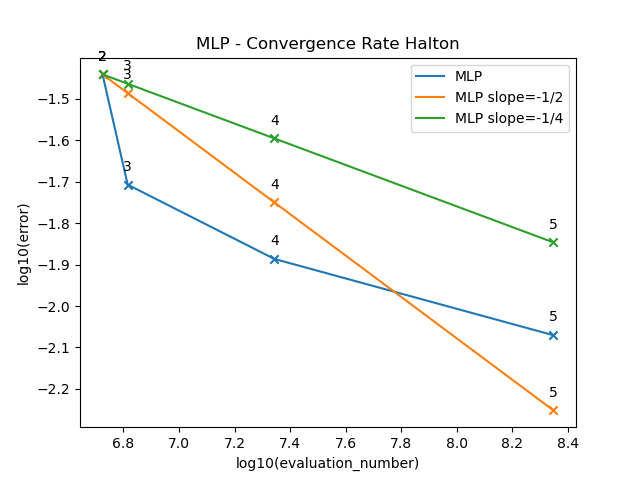 MLP - Convergence Rate Halton
MLP
MLP slope=-1/2
MLP slope=-1/4
2
3
3
3
4
4
4
5
5
5
−1.5
−1.6
−1.7
−1.8
−1.9
−2.0
−2.1
−2.2
log10(error)
6.8 7.0 7.2 7.4 7.6 7.8 8.0 8.2 8.4
log10(evaluation_number)